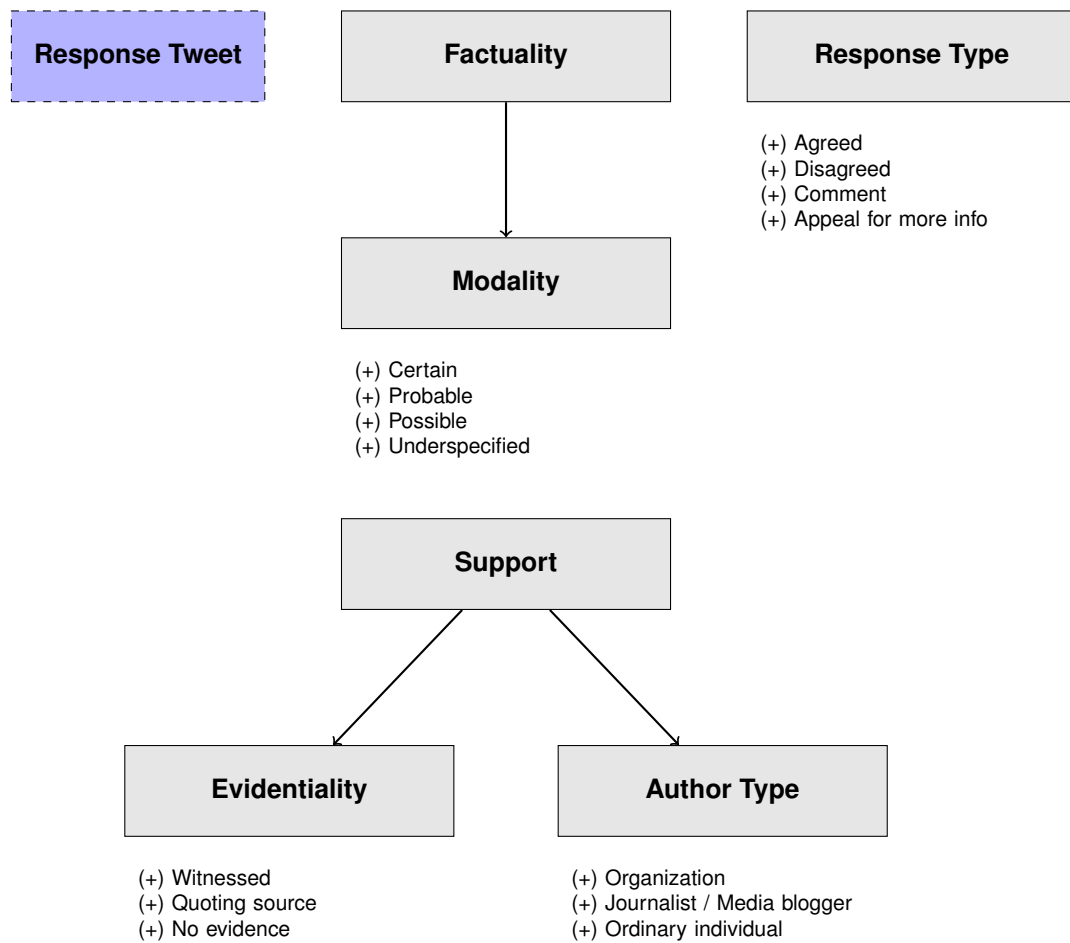 Response Tweet
Factuality
Response Type
(+) Agreed
(+) Disagreed
(+) Comment
(+) Appeal for more info
Modality
(+) Certain
(+) Probable
(+) Possible
(+) Underspecified
Support
Evidentiality
(+) Witnessed
(+) Quoting source
(+) No evidence
Author Type
(+) Organization
(+) Journalist / Media blogger
(+) Ordinary individual